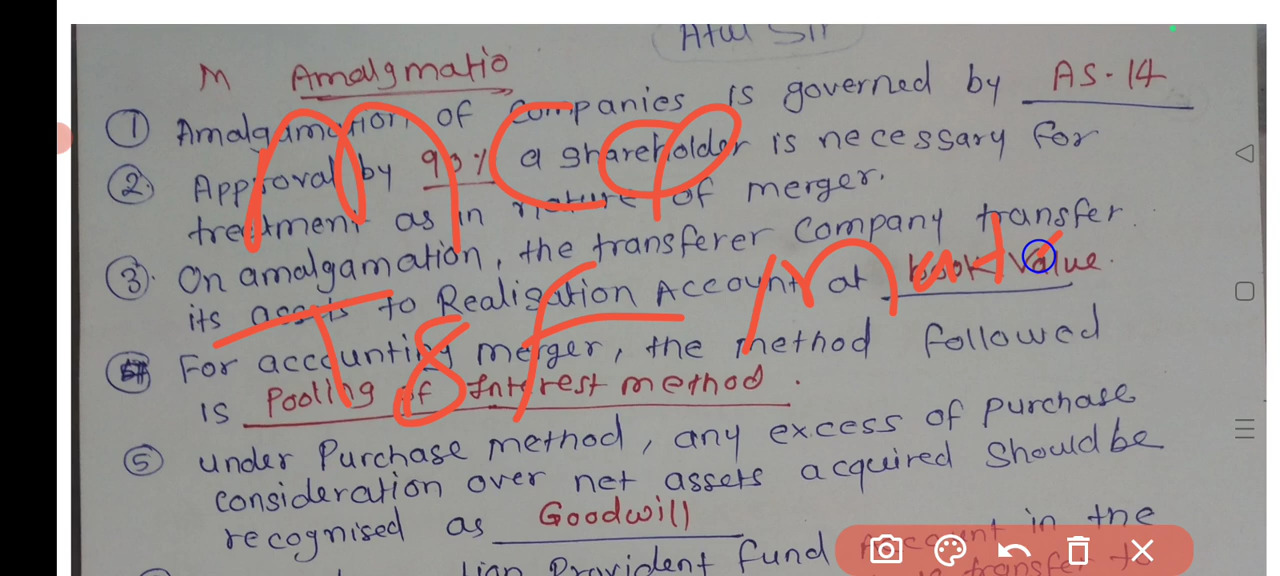 Atul Sir
M Amalgmatio
① Amalgamation of Companies is governed by AS-14
② Approval by 90% a shareholder is necessary for
treatment as in nature of merger.
③ On amalgamation, the transferer Company transfer
its assets to Realisation Account at book value.
For accounting merger, the method followed
is Pooling of Interest method.
⑤ under Purchase method, any excess of purchase
consideration over net assets acquired should be
recognised as Goodwill
Provident fund Account in the
transfer to